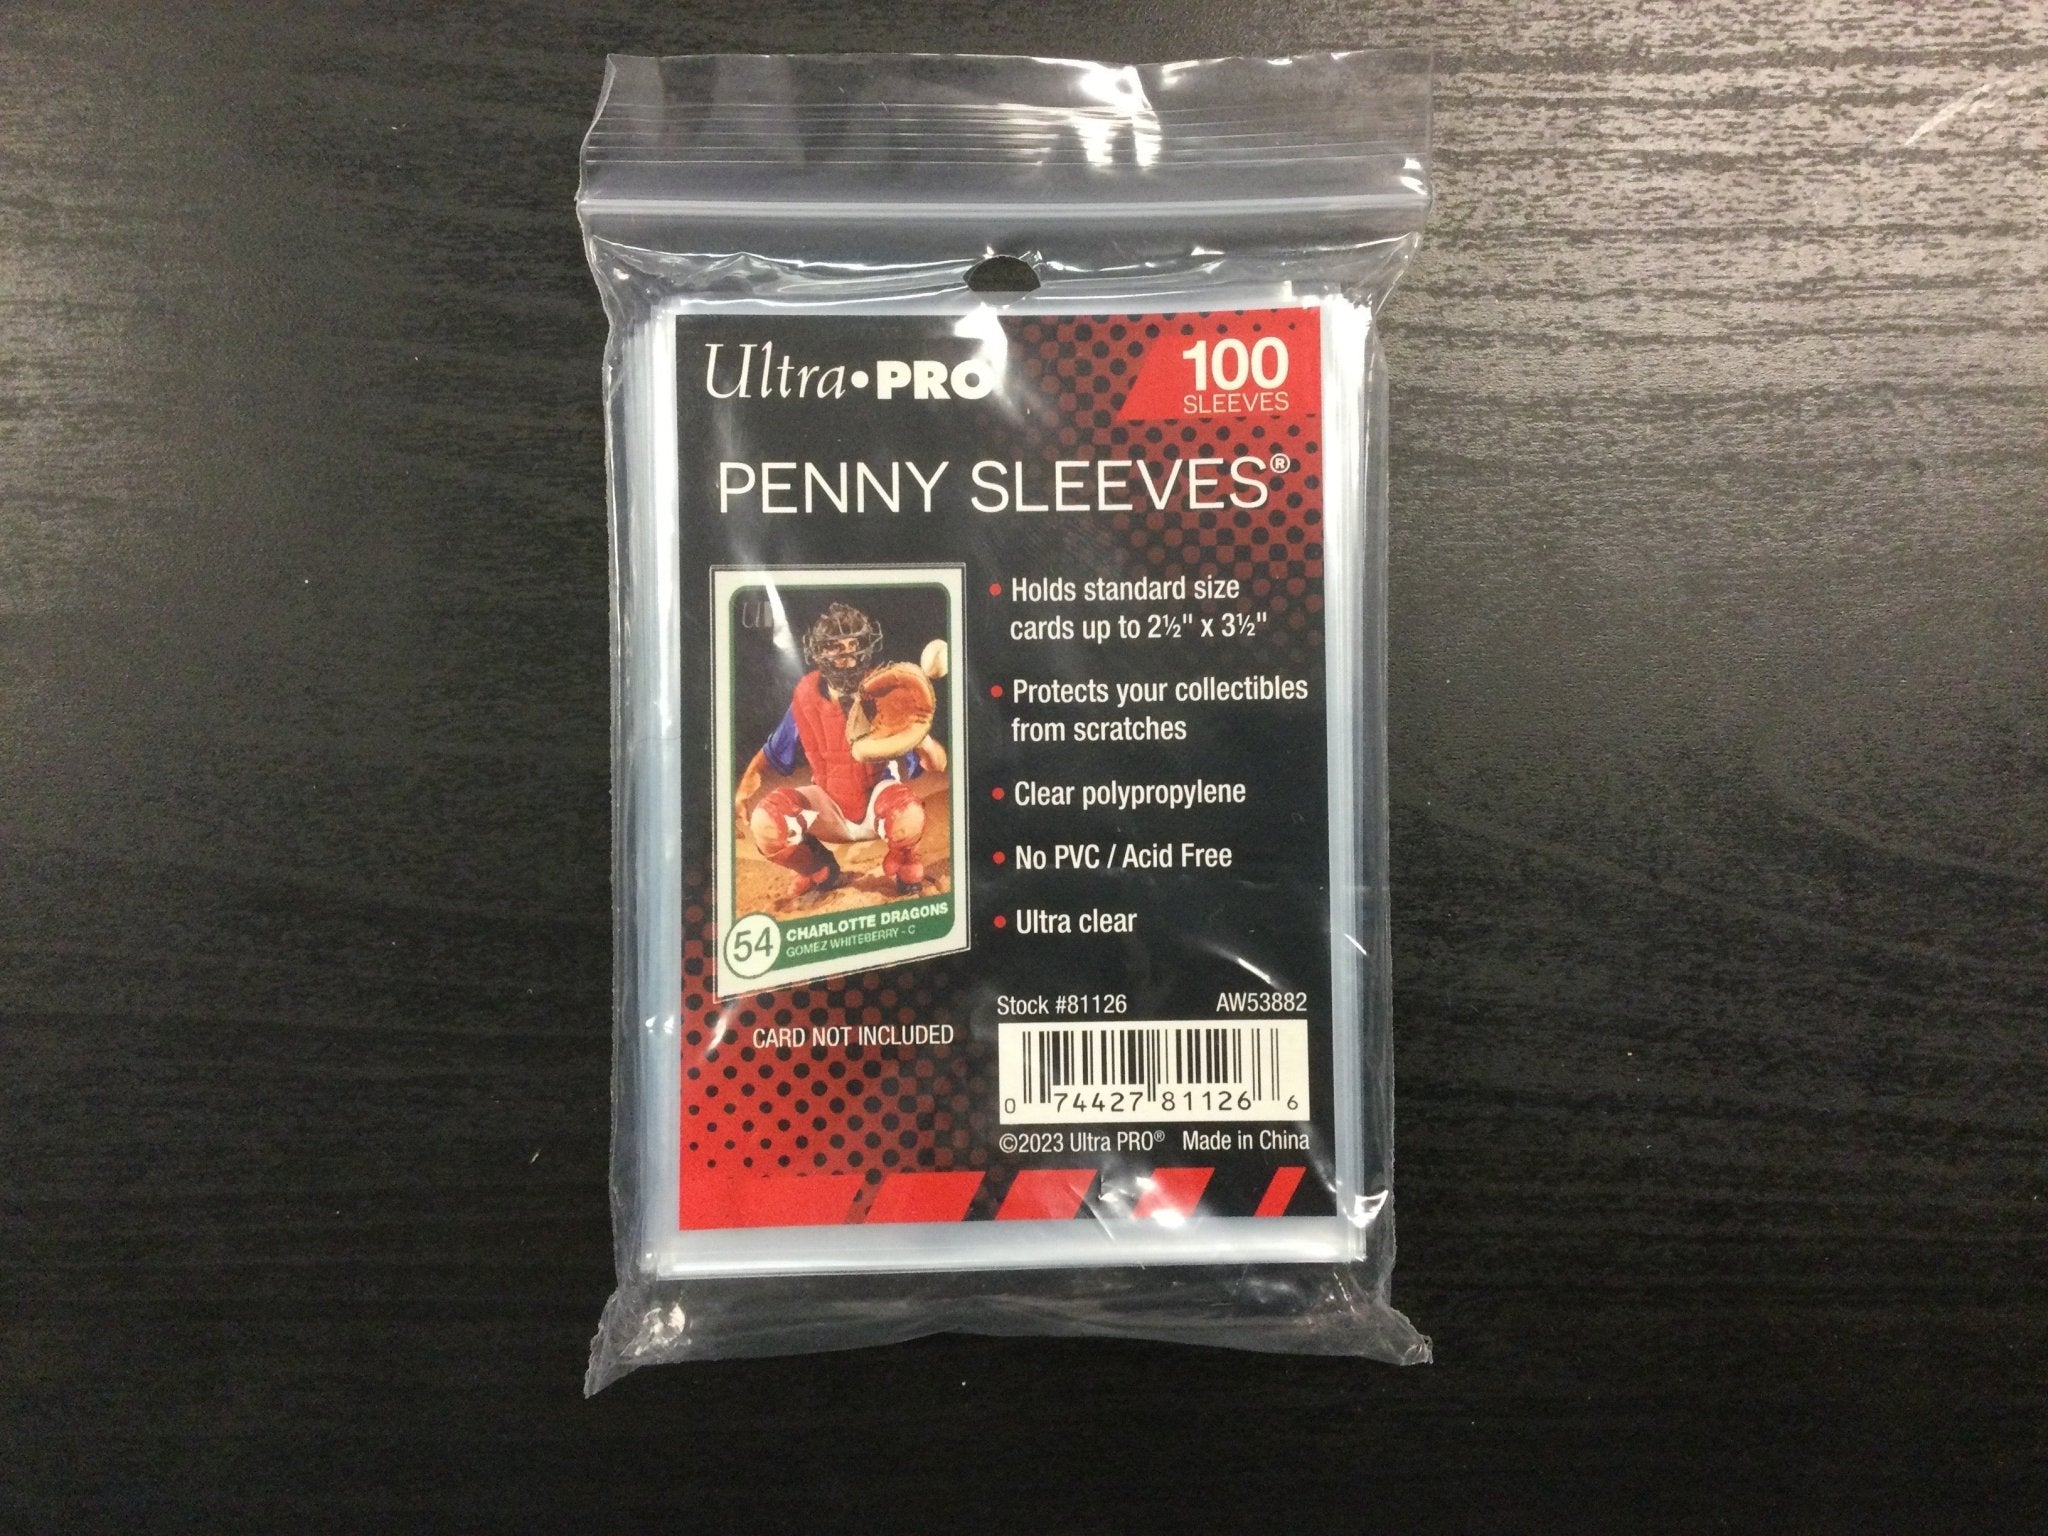 Ultra•PRO
100
SLEEVES
PENNY SLEEVES®
• Holds standard size
cards up to 2½" x 3½"
• Protects your collectibles
from scratches
• Clear polypropylene
• No PVC / Acid Free
• Ultra clear
54
CHARLOTTE DRAGONS
GOMEZ WHITEBERRY - C
CARD NOT INCLUDED
Stock #81126 AW53882
0 74427 81126 6
©2023 Ultra PRO® Made in China